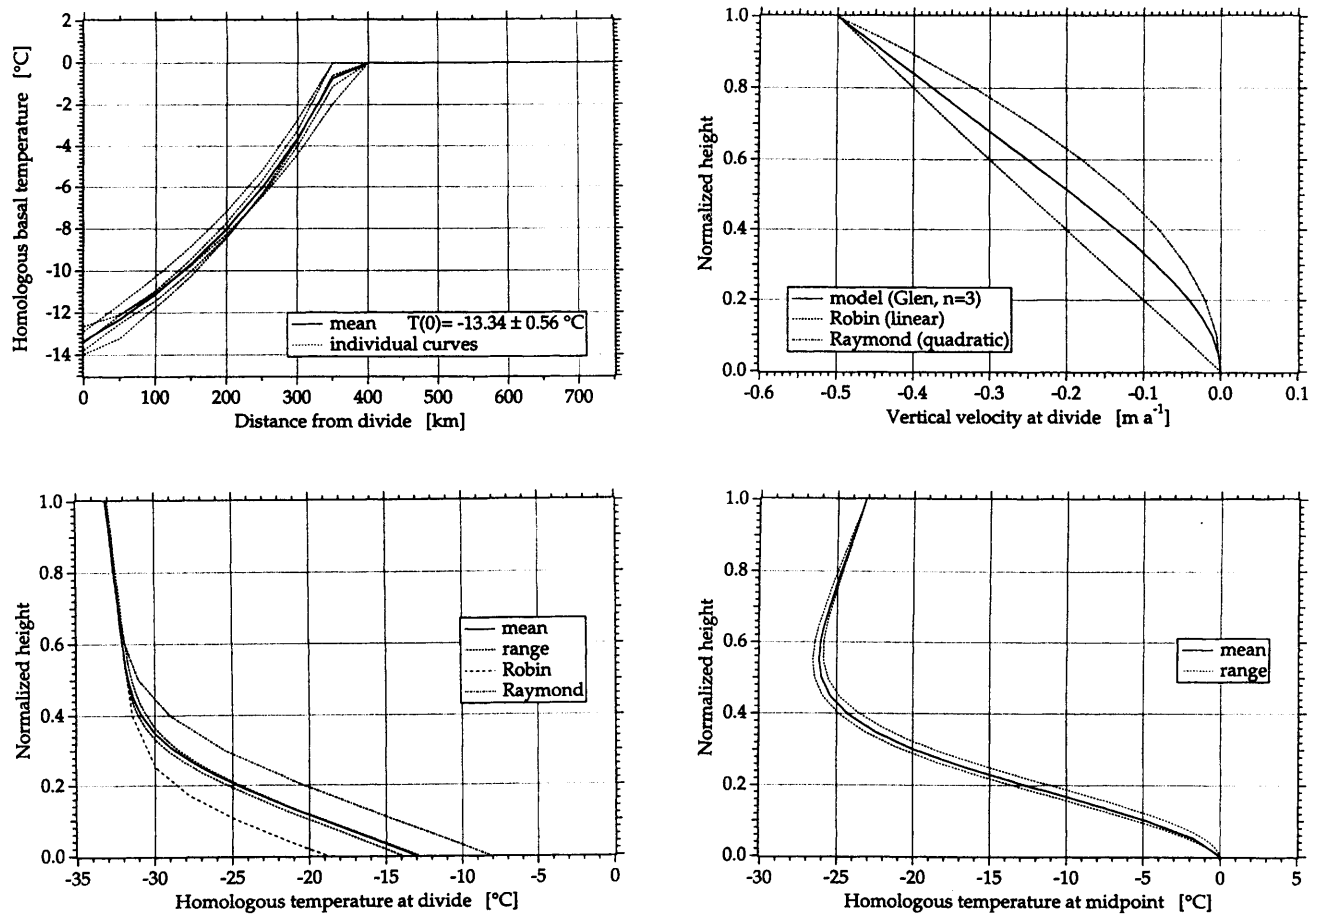 Homologous basal temperature [°C]
2
0
-2
-4
-6
-8
-10
-12
-14
mean T(0)= -13.34 ± 0.56 °C
individual curves
0 100 200 300 400 500 600 700
Distance from divide [km]
Normalized height
1.0
0.8
0.6
0.4
0.2
0.0
model (Glen, n=3)
Robin (linear)
Raymond (quadratic)
-0.6 -0.5 -0.4 -0.3 -0.2 -0.1 0.0 0.1
Vertical velocity at divide [m a⁻¹]
Normalized height
1.0
0.8
0.6
0.4
0.2
0.0
mean
range
Robin
Raymond
-35 -30 -25 -20 -15 -10 -5 0
Homologous temperature at divide [°C]
Normalized height
1.0
0.8
0.6
0.4
0.2
0.0
mean
range
-30 -25 -20 -15 -10 -5 0 5
Homologous temperature at midpoint [°C]